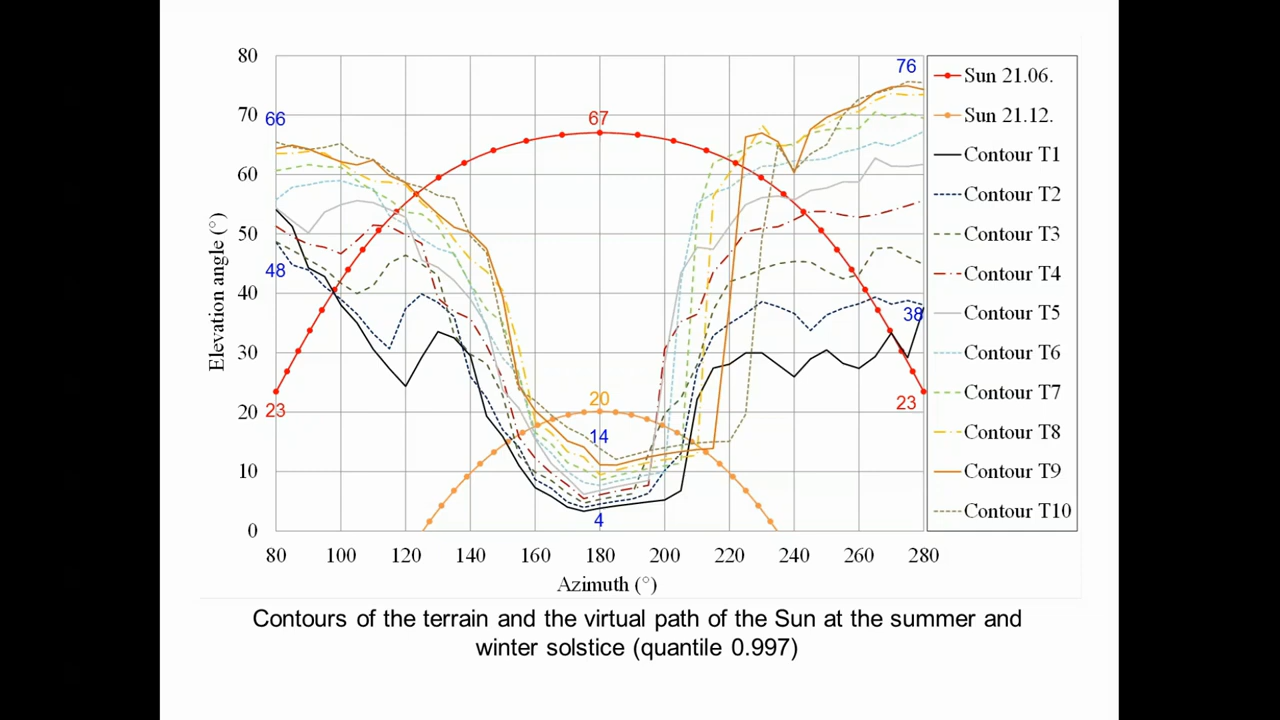 80
70
60
50
40
30
20
10
0
Elevation angle (°)
66
48
23
67
20
14
4
76
38
23
80 100 120 140 160 180 200 220 240 260 280
Azimuth (°)
Sun 21.06.
Sun 21.12.
Contour T1
Contour T2
Contour T3
Contour T4
Contour T5
Contour T6
Contour T7
Contour T8
Contour T9
Contour T10
Contours of the terrain and the virtual path of the Sun at the summer and
winter solstice (quantile 0.997)